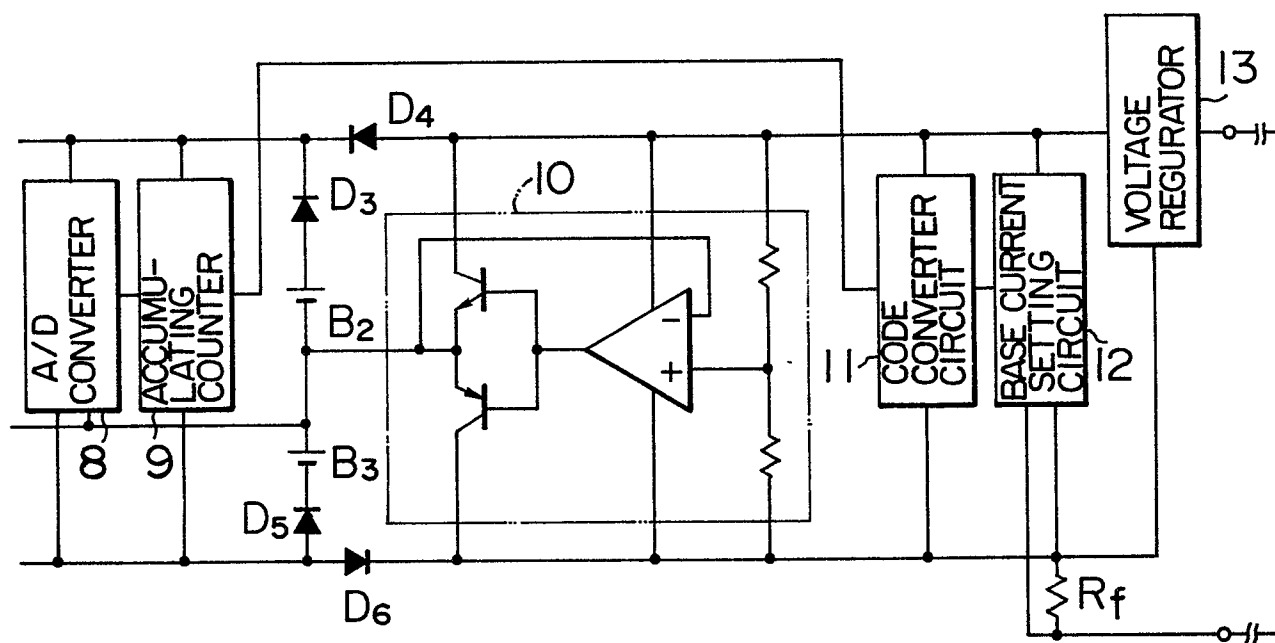 A/D
CONVERTER
8
ACCUMU-
LATING
COUNTER
9
D4
D3
B2
B3
D5
D6
10
-
+
11
CODE
CONVERTER
CIRCUIT
BASE CURRENT
SETTING
CIRCUIT
12
VOLTAGE
REGURATOR
13
Rf